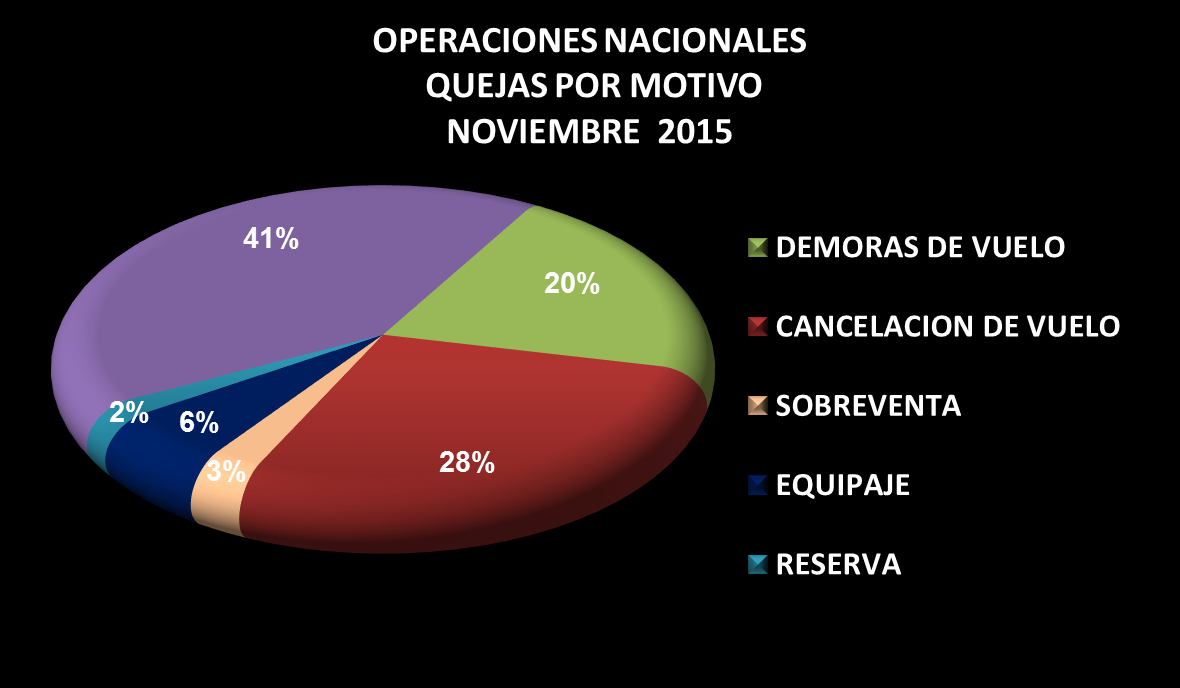 OPERACIONES NACIONALES
QUEJAS POR MOTIVO
NOVIEMBRE 2015
41%
20%
DEMORAS DE VUELO
CANCELACION DE VUELO
2%
6%
SOBREVENTA
3%
28%
EQUIPAJE
RESERVA